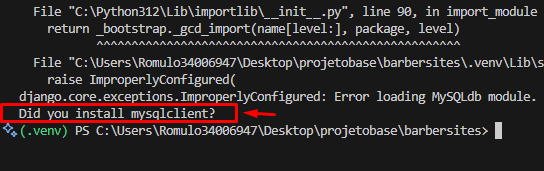 File "C:\Python312\Lib\importlib\__init__.py", line 90, in import_module
return _bootstrap._gcd_import(name[level:], package, level)
^^^^^^^^^^^^^^^^^^^^^^^^^^^^^^^^^^^^^^^^^^^^^^^^^^^
File "C:\Users\Romulo34006947\Desktop\projetobase\barbersites\.venv\Lib\s
raise ImproperlyConfigured(
django.core.exceptions.ImproperlyConfigured: Error loading MySQLdb module.
Did you install mysqlclient?
(.venv) PS C:\Users\Romulo34006947\Desktop\projetobase\barbersites>